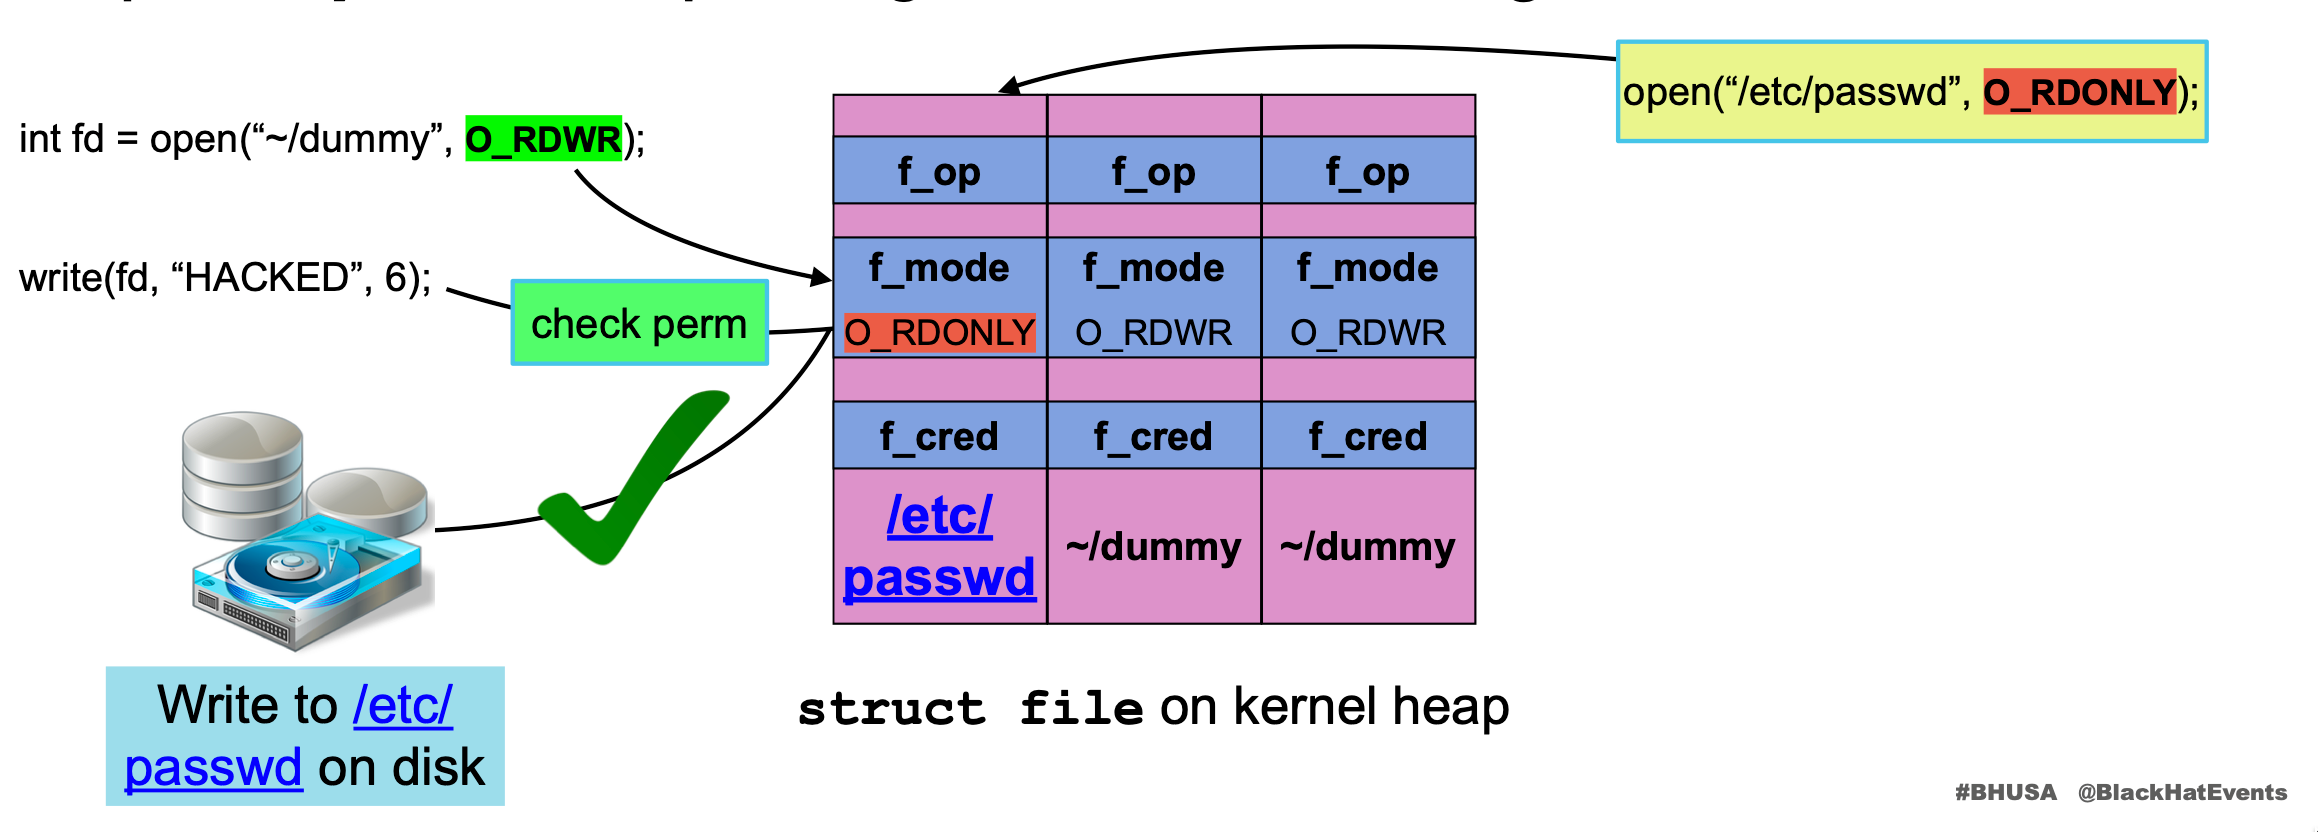 int fd = open(“~/dummy”, O_RDWR);
write(fd, “HACKED”, 6);
check perm
open(“/etc/passwd”, O_RDONLY);
f_op f_op f_op
f_mode f_mode f_mode
O_RDONLY O_RDWR O_RDWR
f_cred f_cred f_cred
/etc/
passwd
~/dummy ~/dummy
Write to /etc/
passwd on disk
struct file on kernel heap
#BHUSA @BlackHatEvents